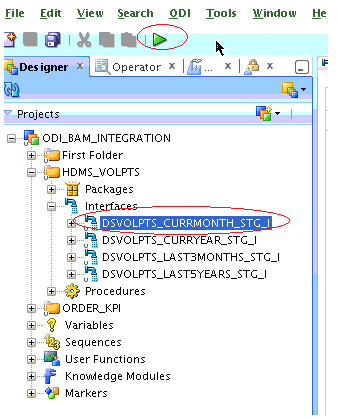 File Edit View Search ODI Tools Window He
Designer Operator ...
Projects
ODI_BAM_INTEGRATION
First Folder
HDMS_VOLPTS
Packages
Interfaces
DSVOLPTS_CURRMONTH_STG_I
DSVOLPTS_CURRYEAR_STG_I
DSVOLPTS_LAST3MONTHS_STG_I
DSVOLPTS_LAST5YEARS_STG_I
Procedures
ORDER_KPI
Variables
Sequences
User Functions
Knowledge Modules
Markers